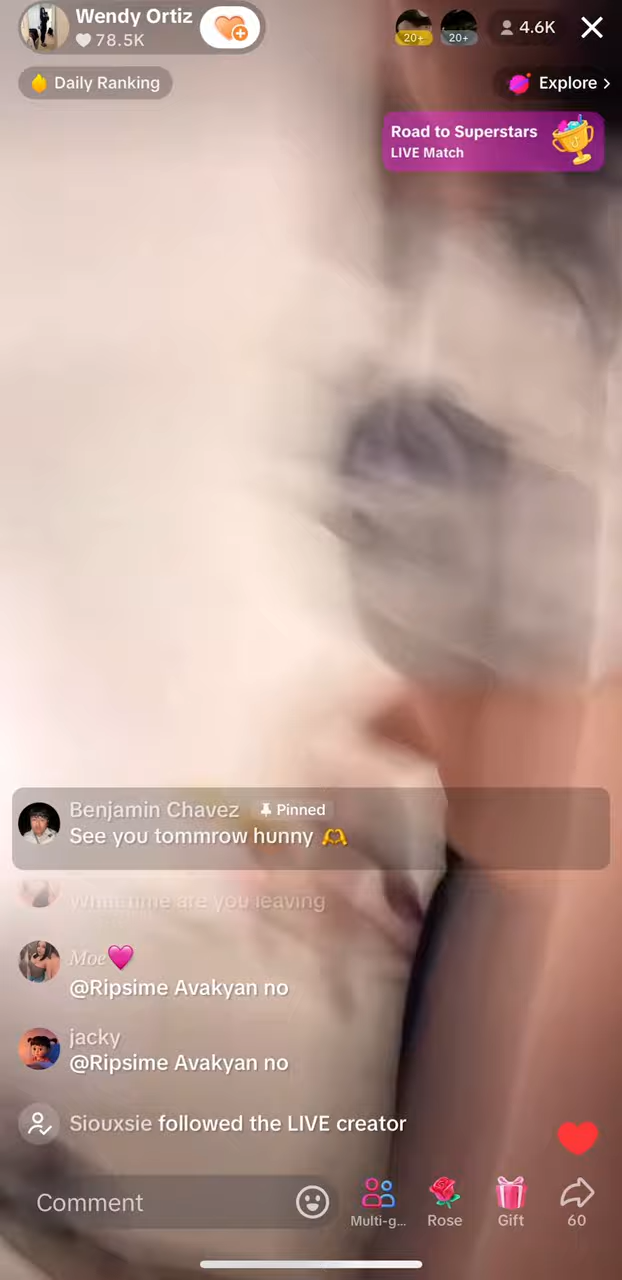 Wendy Ortiz
78.5K
20+
20+
4.6K
Daily Ranking
Explore >
Road to Superstars
LIVE Match
Benjamin Chavez Pinned
See you tommrow hunny 🫶
What time are you leaving
Moe🩷
@Ripsime Avakyan no
jacky
@Ripsime Avakyan no
Siouxsie followed the LIVE creator
Comment
Multi-g...
Rose
Gift
60